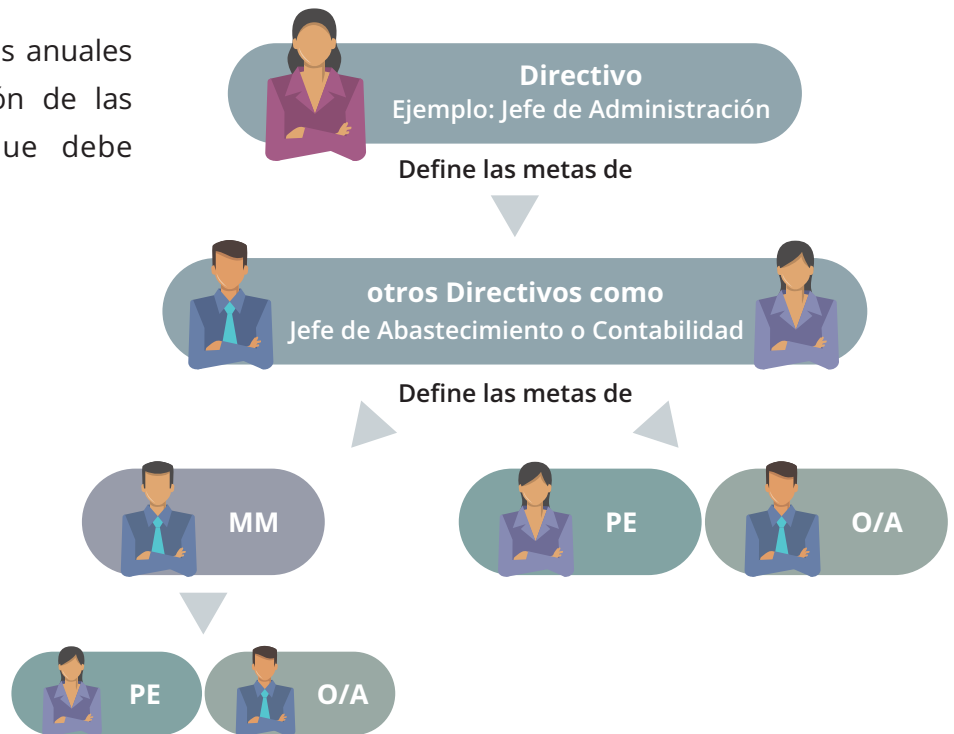 s anuales
ón de las
ue debe
Directivo
Ejemplo: Jefe de Administración
Define las metas de
otros Directivos como
Jefe de Abastecimiento o Contabilidad
Define las metas de
MM
PE
O/A
PE
O/A